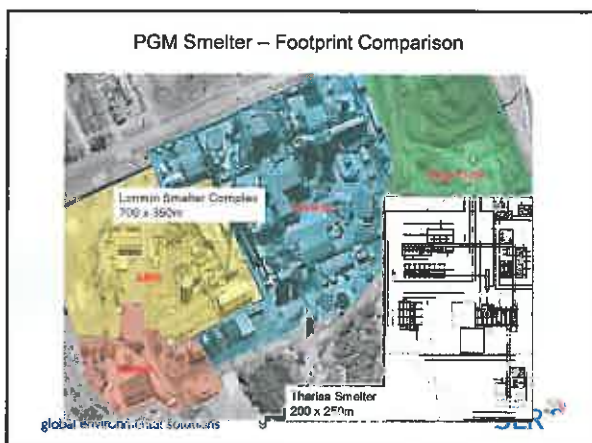 PGM Smelter – Footprint Comparison
Lonmin Smelter Complex
700 x 350m
Tharisa Smelter
200 x 250m
global environmental solutions
9
SLR